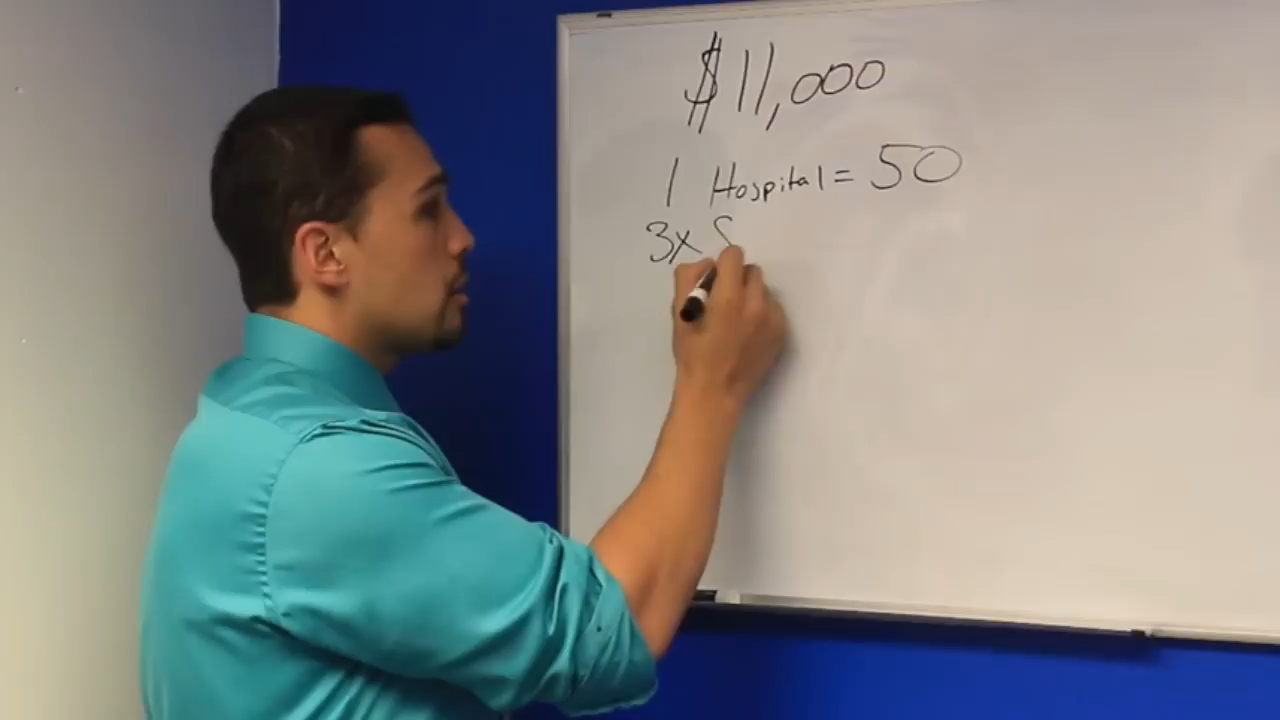 $11,000
1 Hospital = 50
3x